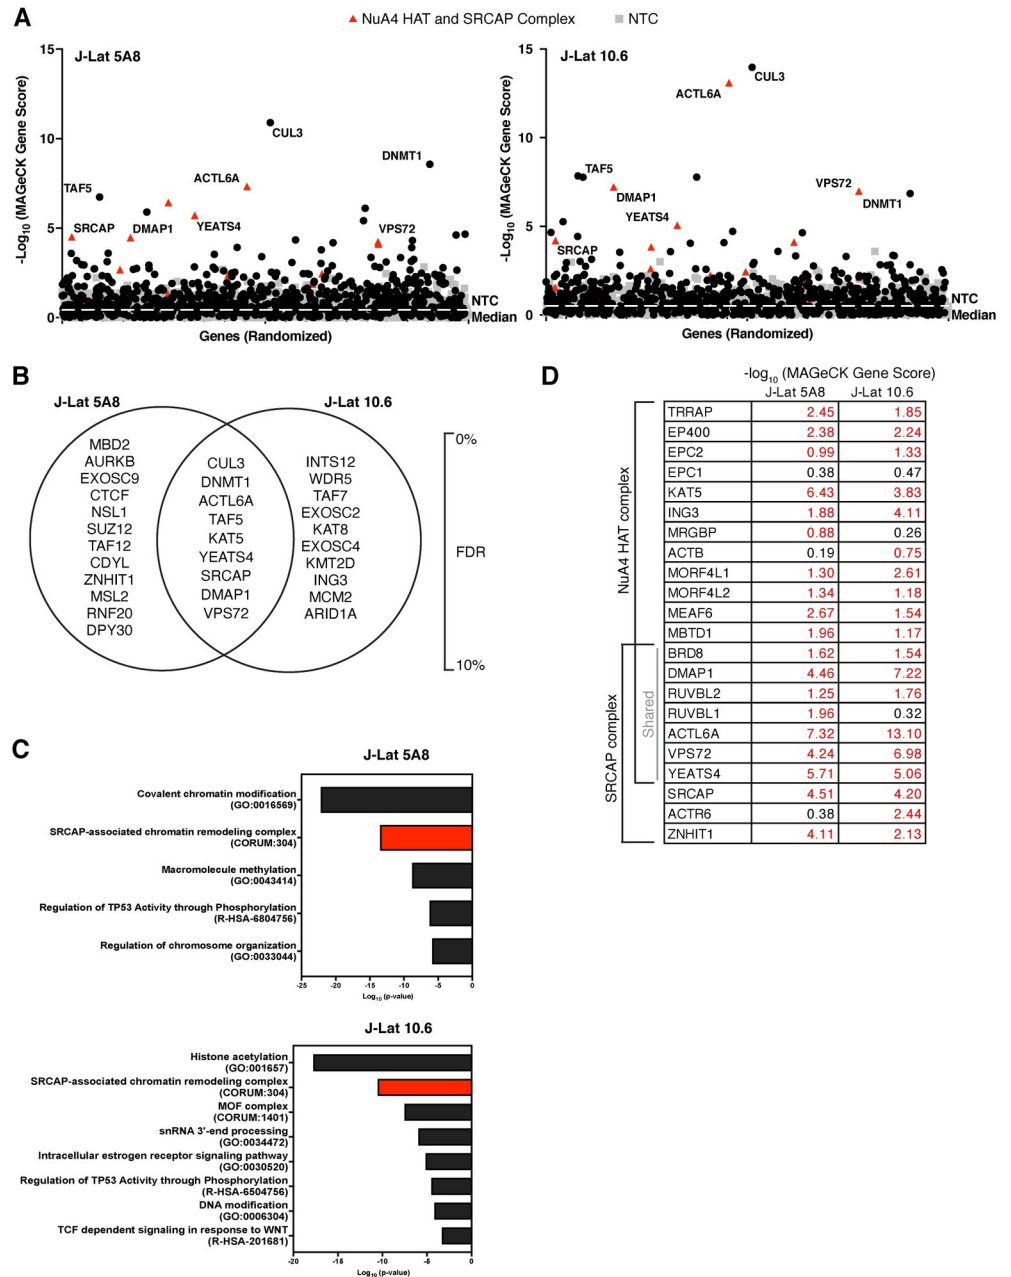 A
NuA4 HAT and SRCAP Complex
NTC
J-Lat 5A8
-Log10 (MAGeCK Gene Score)
15
10
5
0
CUL3
DNMT1
ACTL6A
TAF5
SRCAP
DMAP1
YEATS4
VPS72
NTC
Median
Genes (Randomized)
J-Lat 10.6
-Log10 (MAGeCK Gene Score)
15
10
5
0
CUL3
ACTL6A
TAF5
DMAP1
VPS72
DNMT1
YEATS4
SRCAP
NTC
Median
Genes (Randomized)
B
J-Lat 5A8
J-Lat 10.6
MBD2
AURKB
EXOSC9
CTCF
NSL1
SUZ12
TAF12
CDYL
ZNHIT1
MSL2
RNF20
DPY30
CUL3
DNMT1
ACTL6A
TAF5
KAT5
YEATS4
SRCAP
DMAP1
VPS72
INTS12
WDR5
TAF7
EXOSC2
KAT8
EXOSC4
KMT2D
ING3
MCM2
ARID1A
0%
FDR
10%
C
J-Lat 5A8
Covalent chromatin modification
(GO:0016569)
SRCAP-associated chromatin remodeling complex
(CORUM:304)
Macromolecule methylation
(GO:0043414)
Regulation of TP53 Activity through Phosphorylation
(R-HSA-6804756)
Regulation of chromosome organization
(GO:0033044)
-25 -20 -15 -10 -5 0
Log10 (p-value)
J-Lat 10.6
Histone acetylation
(GO:001657)
SRCAP-associated chromatin remodeling complex
(CORUM:304)
MOF complex
(CORUM:1401)
snRNA 3'-end processing
(GO:0034472)
Intracellular estrogen receptor signaling pathway
(GO:0030520)
Regulation of TP53 Activity through Phosphorylation
(R-HSA-6504756)
DNA modification
(GO:0006304)
TCF dependent signaling in response to WNT
(R-HSA-201681)
-20 -16 -10 -5 0
Log10 (p-value)
D
-log10 (MAGeCK Gene Score)
J-Lat 5A8 J-Lat 10.6
NuA4 HAT complex
SRCAP complex
Shared
TRRAP 2.45 1.85
EP400 2.38 2.24
EPC2 0.99 1.33
EPC1 0.38 0.47
KAT5 6.43 3.83
ING3 1.88 4.11
MRGBP 0.88 0.26
ACTB 0.19 0.75
MORF4L1 1.30 2.61
MORF4L2 1.34 1.18
MEAF6 2.67 1.54
MBTD1 1.96 1.17
BRD8 1.62 1.54
DMAP1 4.46 7.22
RUVBL2 1.25 1.76
RUVBL1 1.96 0.32
ACTL6A 7.32 13.10
VPS72 4.24 6.98
YEATS4 5.71 5.06
SRCAP 4.51 4.20
ACTR6 0.38 2.44
ZNHIT1 4.11 2.13